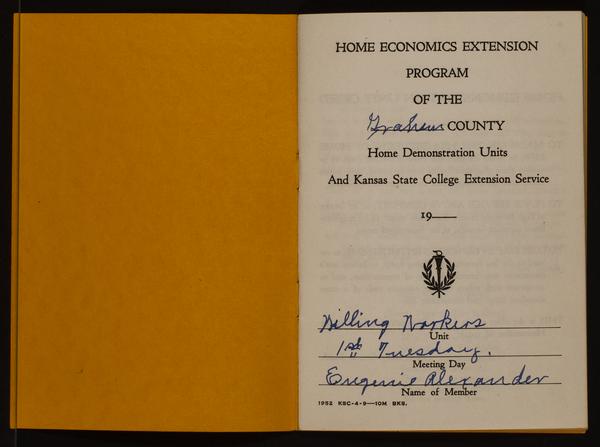 HOME ECONOMICS EXTENSION
PROGRAM
OF THE
Graham COUNTY
Home Demonstration Units
And Kansas State College Extension Service
19
Willing Workers
Unit
1st Tuesday.
Meeting Day
Eugenie Alexander
Name of Member
1952 KSC-4-9—10M BKS.